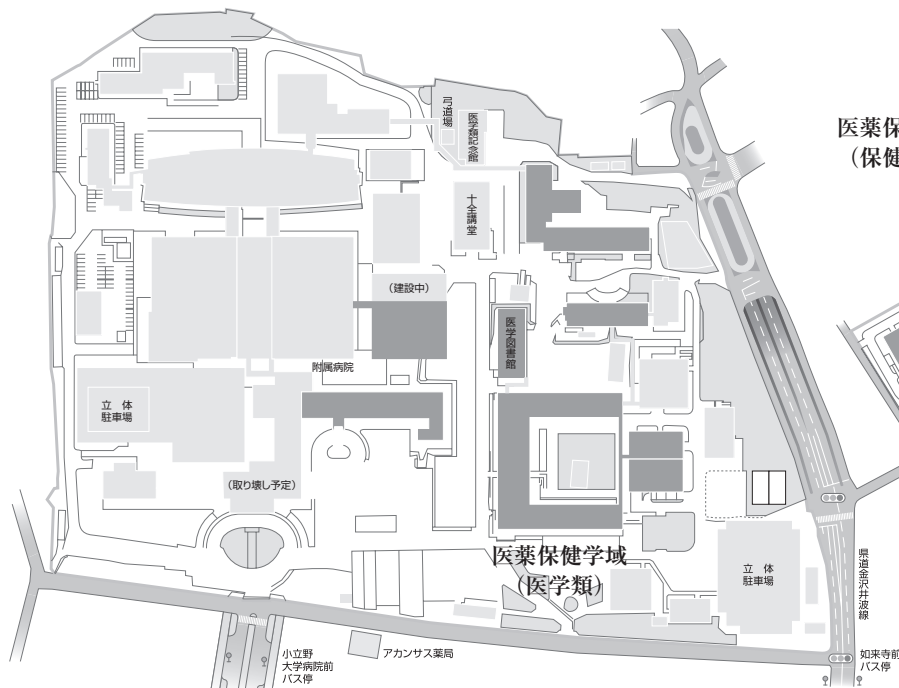 弓道場
医学類記念館
十全講堂
医薬保
(保健
(建設中)
医学図書館
附属病院
立 体
駐車場
(取り壊し予定)
医薬保健学域
(医学類)
立 体
駐車場
県道金沢井波線
小立野
大学病院前
バス停
アカンサス薬局
如来寺前
バス停